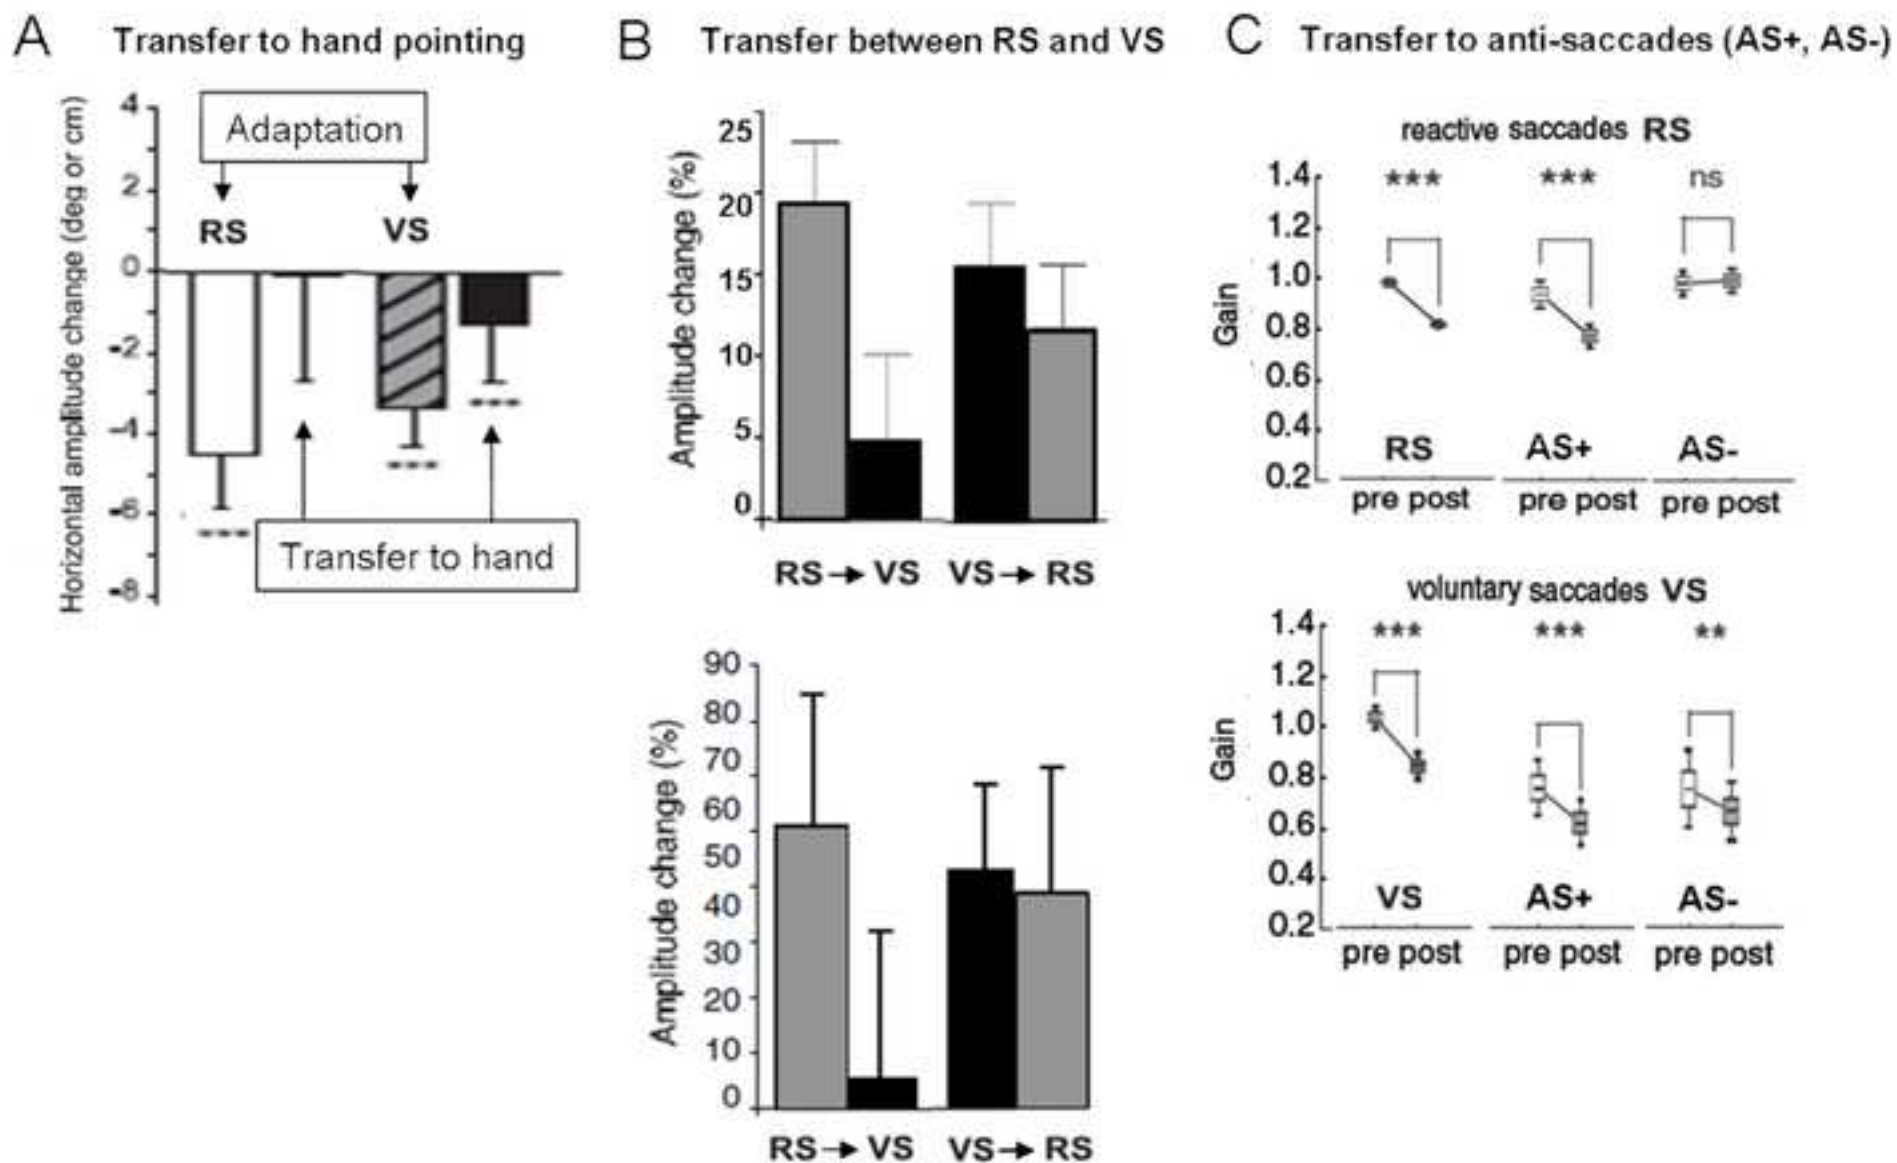 A Transfer to hand pointing
Horizontal amplitude change (deg or cm)
4
2
0
-2
-4
-6
-8
Adaptation
RS VS
Transfer to hand
B Transfer between RS and VS
Amplitude change (%)
25
20
15
10
5
0
RS → VS VS → RS
Amplitude change (%)
90
80
70
60
50
40
30
20
10
0
RS → VS VS → RS
C Transfer to anti-saccades (AS+, AS-)
reactive saccades RS
Gain
1.4
1.2
1.0
0.8
0.6
0.4
0.2
*** *** ns
RS AS+ AS-
pre post pre post pre post
voluntary saccades VS
Gain
1.4
1.2
1.0
0.8
0.6
0.4
0.2
*** *** **
VS AS+ AS-
pre post pre post pre post